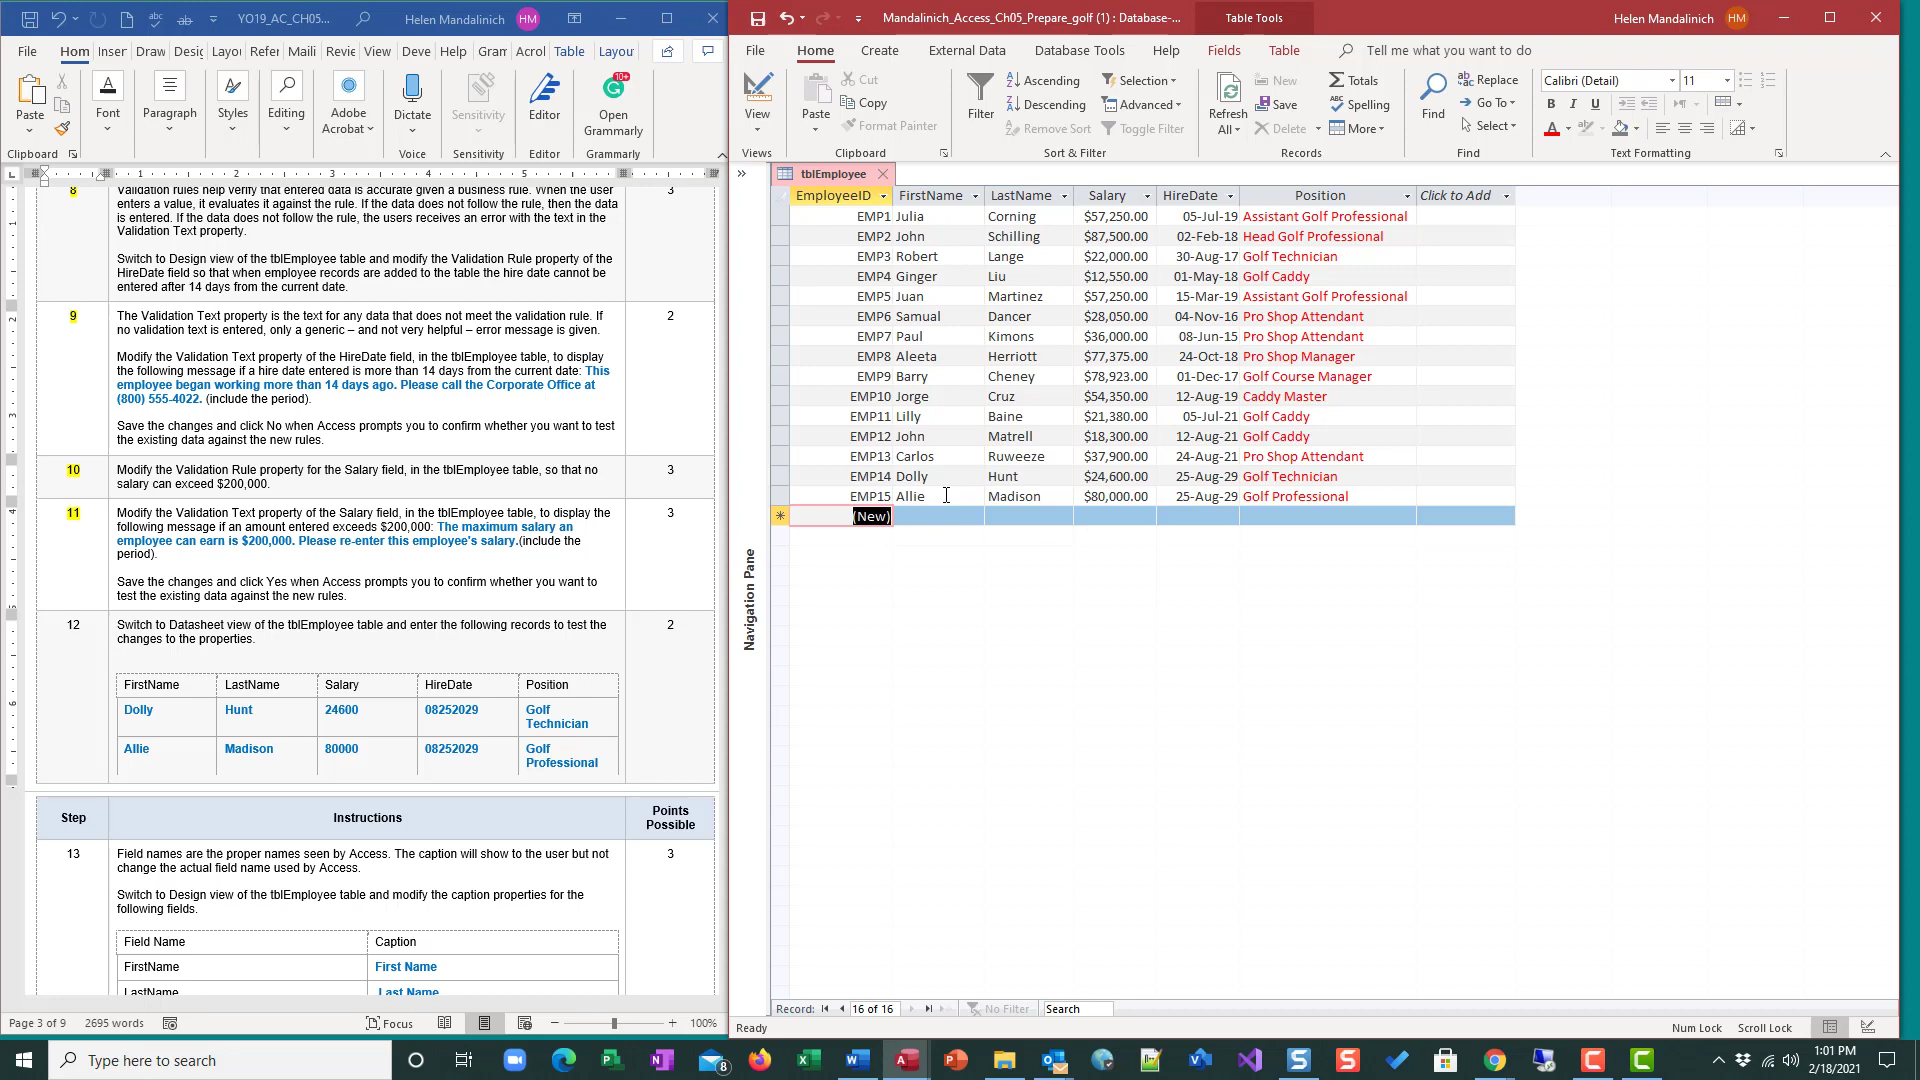 YO19_AC_CH05...
Helen Mandalinich
HM
File Hom Inser Draw Desig Layou Refer Maili Revie View Deve Help Gram Acrol Table Layou
Paste
Font
Paragraph
Styles
Editing
Adobe Acrobat
Dictate
Sensitivity
Editor
Open Grammarly
10+
Clipboard
Voice
Sensitivity
Editor
Grammarly
8
Validation rules help verify that entered data is accurate given a business rule. When the user
3
enters a value, it evaluates it against the rule. If the data does not follow the rule, then the data
is entered. If the data does not follow the rule, the users receives an error with the text in the
Validation Text property.
Switch to Design view of the tblEmployee table and modify the Validation Rule property of the
HireDate field so that when employee records are added to the table the hire date cannot be
entered after 14 days from the current date.
9
The Validation Text property is the text for any data that does not meet the validation rule. If
2
no validation text is entered, only a generic – and not very helpful – error message is given.
Modify the Validation Text property of the HireDate field, in the tblEmployee table, to display
the following message if a hire date entered is more than 14 days from the current date: This
employee began working more than 14 days ago. Please call the Corporate Office at
(800) 555-4022. (include the period).
Save the changes and click No when Access prompts you to confirm whether you want to test
the existing data against the new rules.
10
Modify the Validation Rule property for the Salary field, in the tblEmployee table, so that no
3
salary can exceed $200,000.
11
Modify the Validation Text property of the Salary field, in the tblEmployee table, to display the
3
following message if an amount entered exceeds $200,000: The maximum salary an
employee can earn is $200,000. Please re-enter this employee's salary.(include the
period).
Save the changes and click Yes when Access prompts you to confirm whether you want to
test the existing data against the new rules.
12
Switch to Datasheet view of the tblEmployee table and enter the following records to test the
2
changes to the properties.
FirstName LastName Salary HireDate Position
Dolly Hunt 24600 08252029 Golf
Technician
Allie Madison 80000 08252029 Golf
Professional
Step Instructions Points
Possible
13
Field names are the proper names seen by Access. The caption will show to the user but not
3
change the actual field name used by Access.
Switch to Design view of the tblEmployee table and modify the caption properties for the
following fields.
Field Name Caption
FirstName First Name
LastName Last Name
Page 3 of 9 2695 words Focus 100%
Mandalinich_Access_Ch05_Prepare_golf (1) : Database-...
Table Tools
Helen Mandalinich
HM
File Home Create External Data Database Tools Help Fields Table Tell me what you want to do
View
Paste
Cut
Copy
Format Painter
Filter
Ascending
Descending
Remove Sort
Selection
Advanced
Toggle Filter
Refresh All
New
Save
Delete
Totals
Spelling
More
Find
Replace
Go To
Select
Calibri (Detail) 11
B I U
Views Clipboard Sort & Filter Records Find Text Formatting
tblEmployee
EmployeeID FirstName LastName Salary HireDate Position Click to Add
EMP1 Julia Corning $57,250.00 05-Jul-19 Assistant Golf Professional
EMP2 John Schilling $87,500.00 02-Feb-18 Head Golf Professional
EMP3 Robert Lange $22,000.00 30-Aug-17 Golf Technician
EMP4 Ginger Liu $12,550.00 01-May-18 Golf Caddy
EMP5 Juan Martinez $57,250.00 15-Mar-19 Assistant Golf Professional
EMP6 Samual Dancer $28,050.00 04-Nov-16 Pro Shop Attendant
EMP7 Paul Kimons $36,000.00 08-Jun-15 Pro Shop Attendant
EMP8 Aleeta Herriott $77,375.00 24-Oct-18 Pro Shop Manager
EMP9 Barry Cheney $78,923.00 01-Dec-17 Golf Course Manager
EMP10 Jorge Cruz $54,350.00 12-Aug-19 Caddy Master
EMP11 Lilly Baine $21,380.00 05-Jul-21 Golf Caddy
EMP12 John Matrell $18,300.00 12-Aug-21 Golf Caddy
EMP13 Carlos Ruweeze $37,900.00 24-Aug-21 Pro Shop Attendant
EMP14 Dolly Hunt $24,600.00 25-Aug-29 Golf Technician
EMP15 Allie Madison $80,000.00 25-Aug-29 Golf Professional
(New)
Navigation Pane
Record: 16 of 16 No Filter Search
Ready Num Lock Scroll Lock
Type here to search
8
1:01 PM
2/18/2021